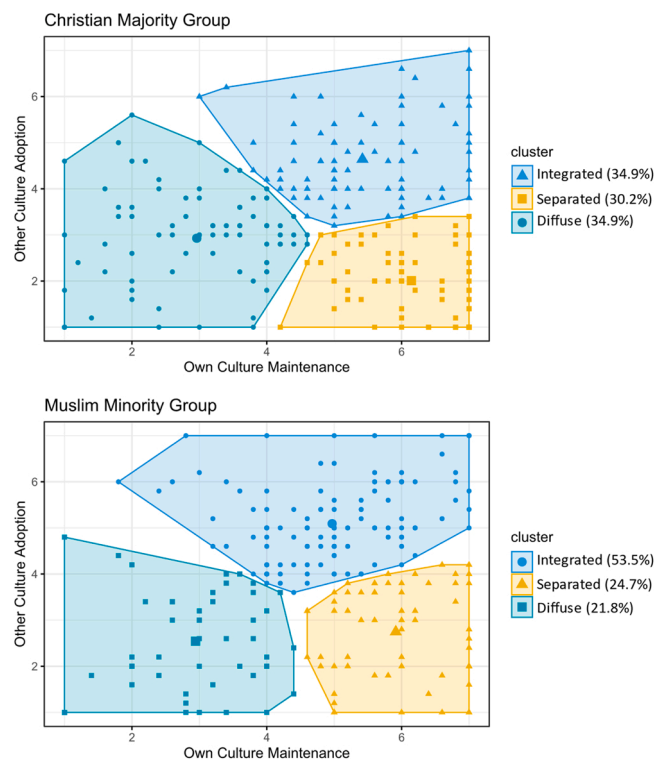 Christian Majority Group
Other Culture Adoption
6
4
2
2
4
6
Own Culture Maintenance
cluster
Integrated (34.9%)
Separated (30.2%)
Diffuse (34.9%)
Muslim Minority Group
Other Culture Adoption
6
4
2
2
4
6
Own Culture Maintenance
cluster
Integrated (53.5%)
Separated (24.7%)
Diffuse (21.8%)